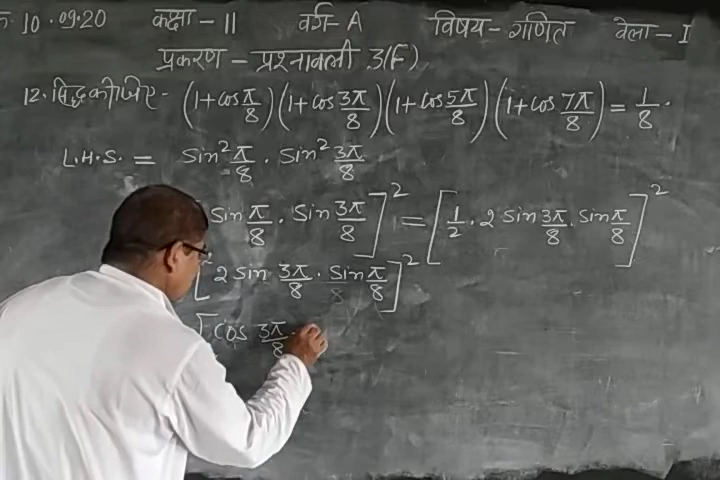 10.09.20 कक्षा - 11 वर्ग - A विषय - गणित वेला - I
प्रकरण - प्रश्नावली 3(F)
12. सिद्ध कीजिए - (1+cos π/8)(1+cos 3π/8)(1+cos 5π/8)(1+cos 7π/8) = 1/8.
L.H.S. = Sin² π/8 . Sin² 3π/8
Sin π/8 . Sin 3π/8]² = [1/2 . 2 Sin 3π/8 . Sin π/8]²
[2 Sin 3π/8 . Sin π/8]²
[cos 3π/8